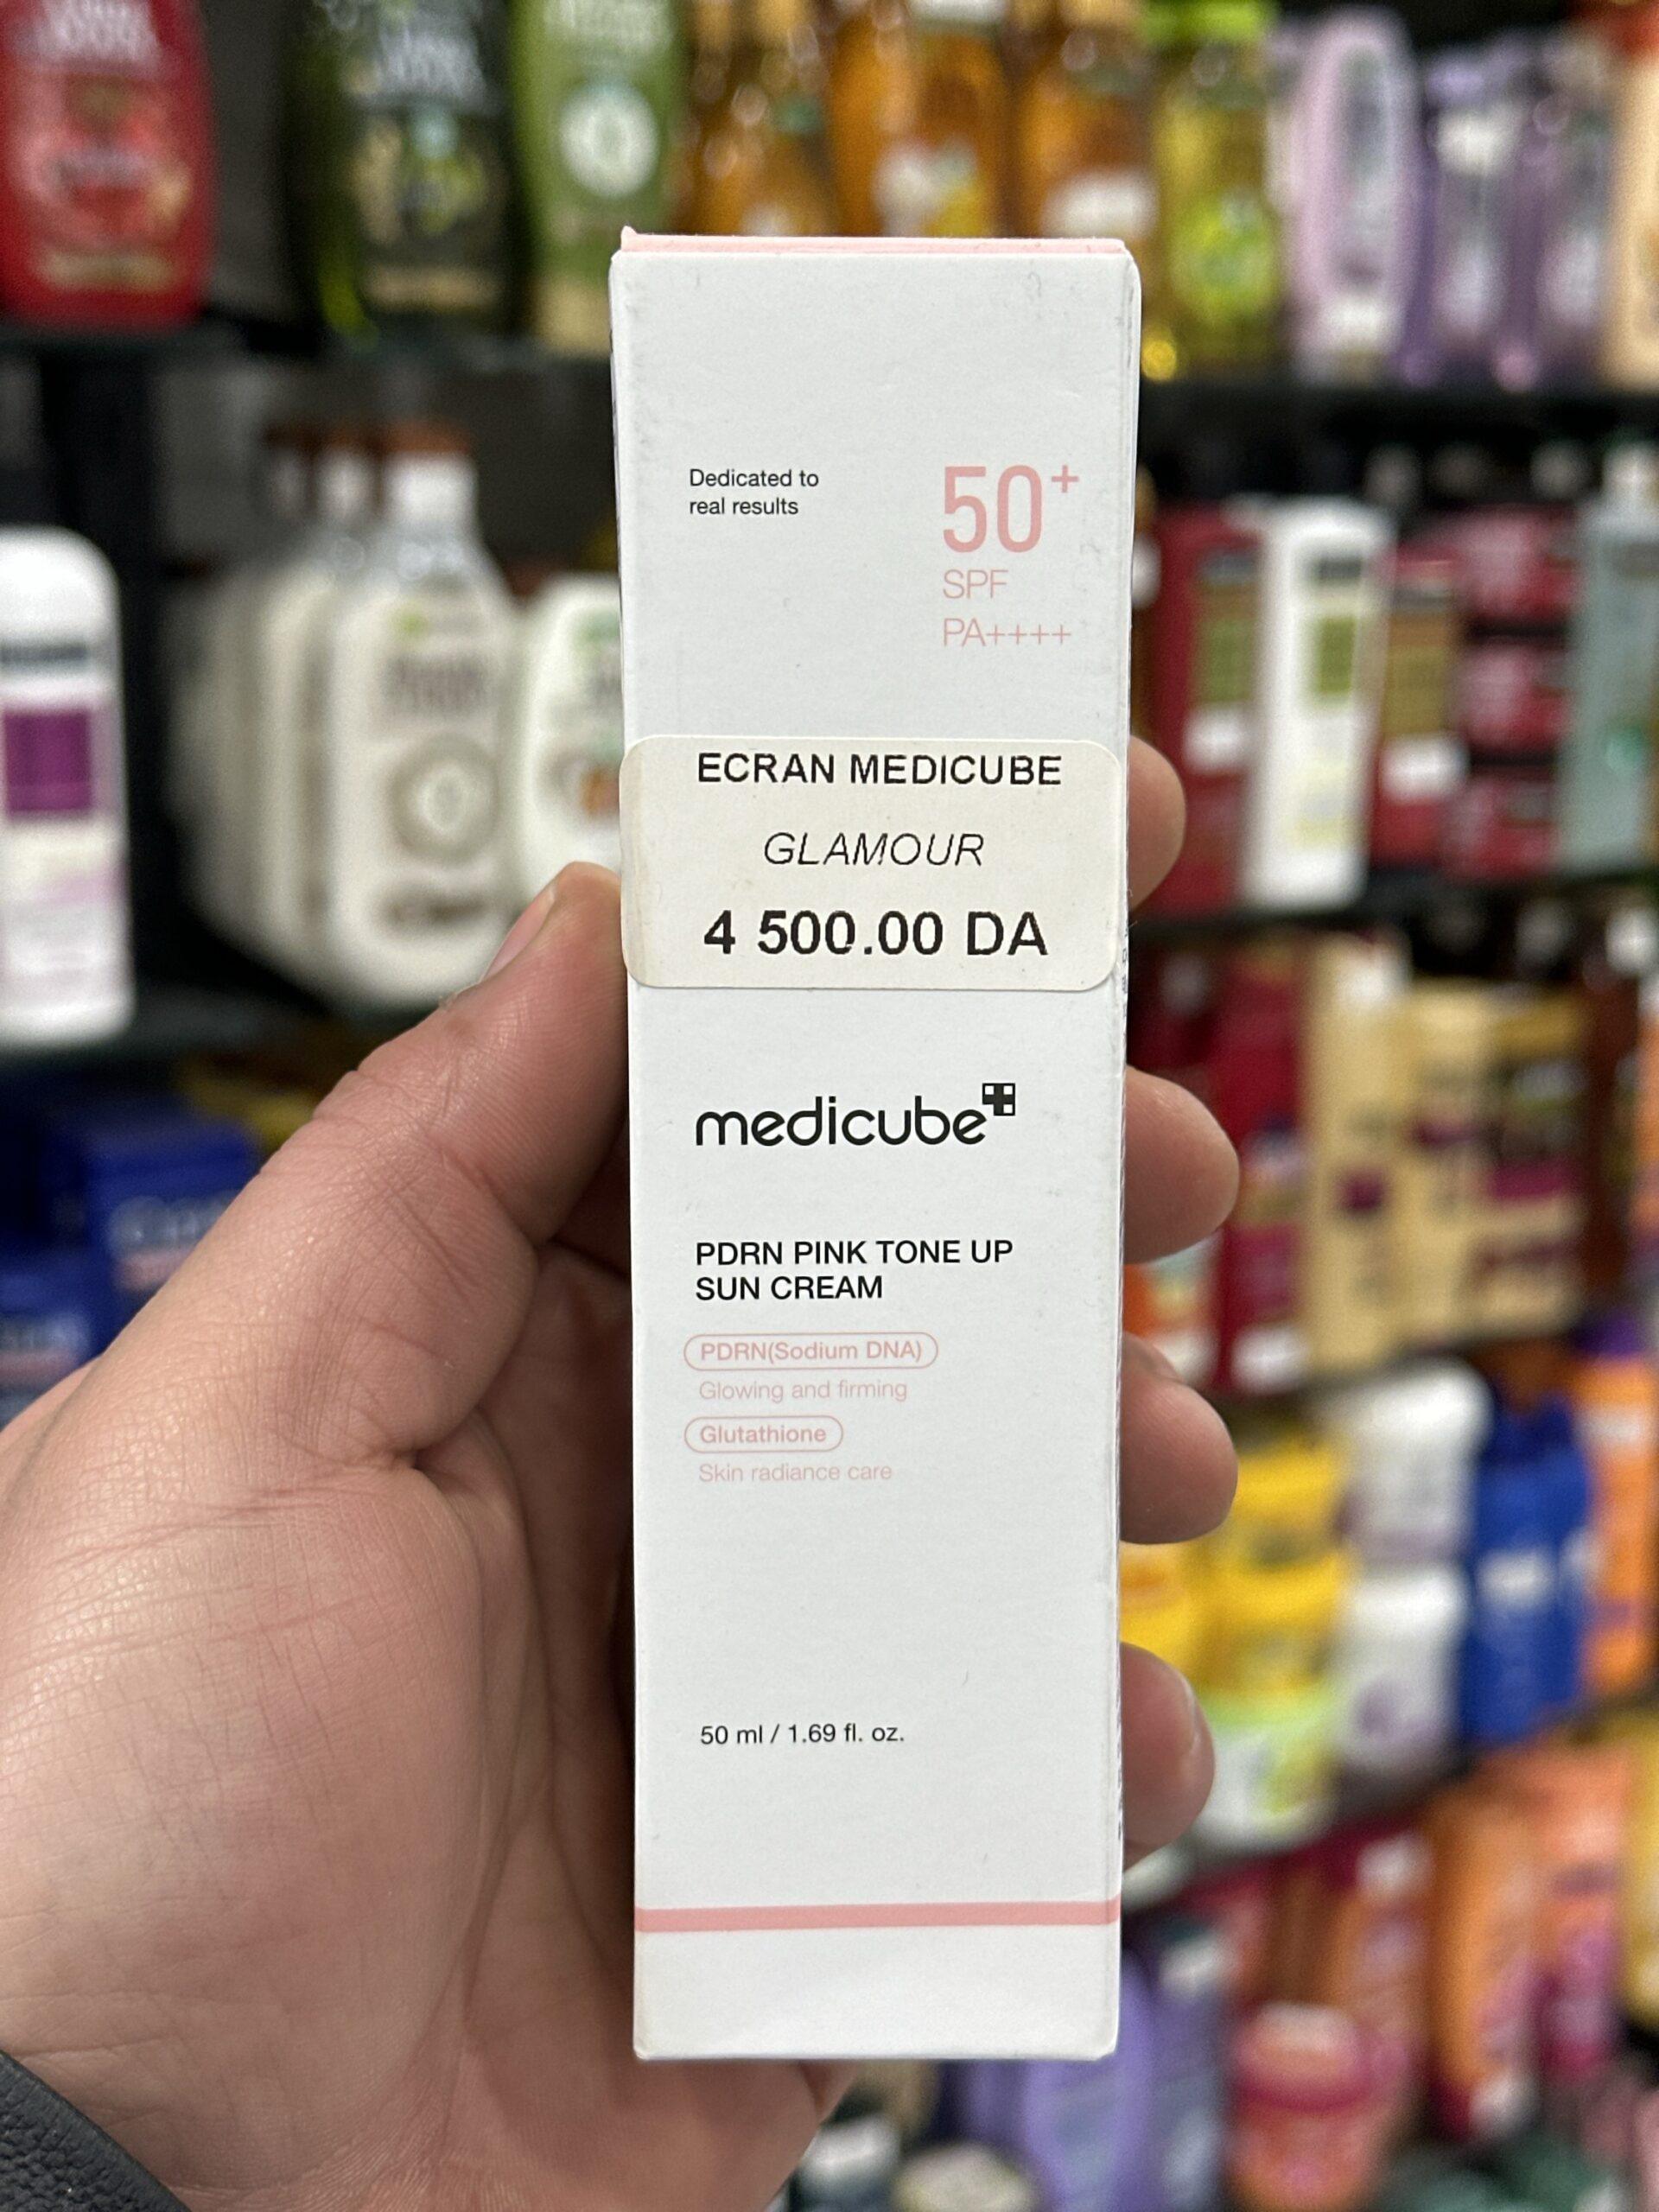 Dedicated to
real results
50+
SPF
PA++++
ECRAN MEDICUBE
GLAMOUR
4 500.00 DA
medicube
PDRN PINK TONE UP
SUN CREAM
PDRN(Sodium DNA)
Glowing and firming
Glutathione
Skin radiance care
50 ml / 1.69 fl. oz.